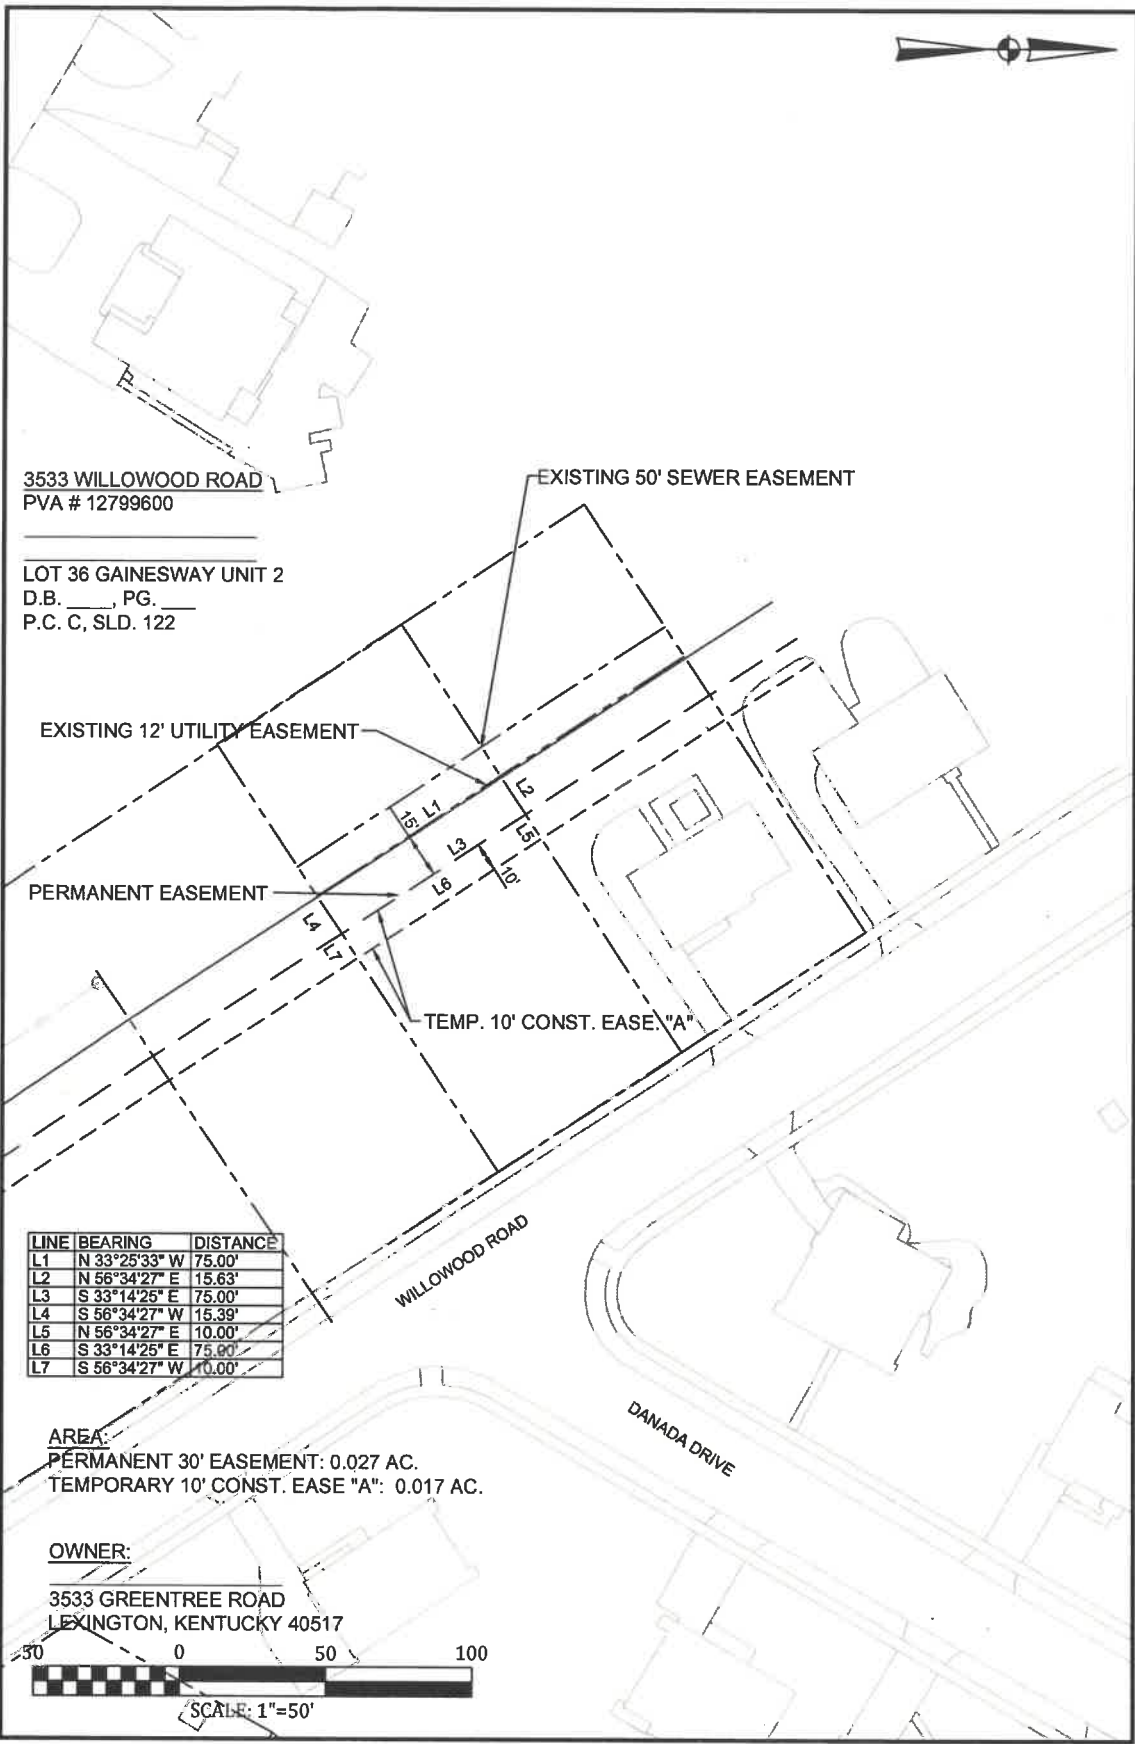 3533 WILLOWOOD ROAD
PVA # 12799600
LOT 36 GAINESWAY UNIT 2
D.B. ____, PG. ___
P.C. C, SLD. 122
EXISTING 50' SEWER EASEMENT
EXISTING 12' UTILITY EASEMENT
L2
L1
15'
L5
L3
10'
L6
PERMANENT EASEMENT
L4
L7
TEMP. 10' CONST. EASE. "A"
WILLOWOOD ROAD
DANADA DRIVE
LINE BEARING DISTANCE
L1 N 33°25'33" W 75.00'
L2 N 56°34'27" E 15.63'
L3 S 33°14'25" E 75.00'
L4 S 56°34'27" W 15.39'
L5 N 56°34'27" E 10.00'
L6 S 33°14'25" E 75.00'
L7 S 56°34'27" W 10.00'
AREA:
PERMANENT 30' EASEMENT: 0.027 AC.
TEMPORARY 10' CONST. EASE "A": 0.017 AC.
OWNER:
3533 GREENTREE ROAD
LEXINGTON, KENTUCKY 40517
50 0 50 100
SCALE: 1"=50'